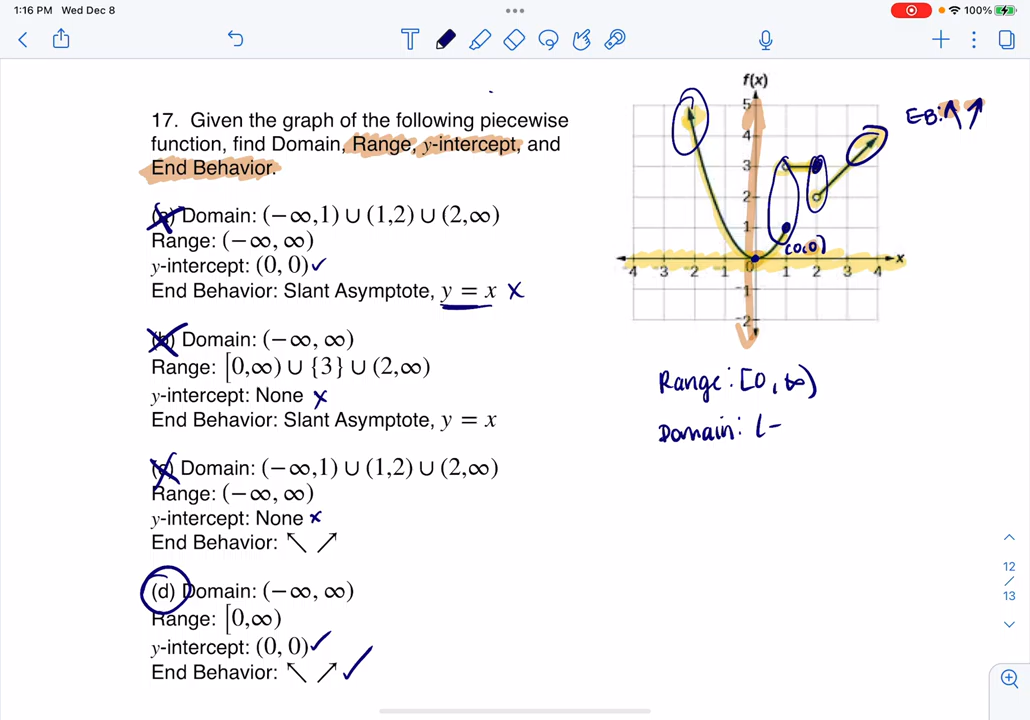 1:16 PM Wed Dec 8
100%
T
17. Given the graph of the following piecewise
function, find Domain, Range, y-intercept, and
End Behavior.
(a) Domain: (−∞,1) ∪ (1,2) ∪ (2,∞)
Range: (−∞, ∞)
y-intercept: (0, 0) ✓
End Behavior: Slant Asymptote, y = x X
(b) Domain: (−∞, ∞)
Range: [0,∞) ∪ {3} ∪ (2,∞)
y-intercept: None x
End Behavior: Slant Asymptote, y = x
(c) Domain: (−∞,1) ∪ (1,2) ∪ (2,∞)
Range: (−∞, ∞)
y-intercept: None x
End Behavior: ↖ ↗
(d) Domain: (−∞, ∞)
Range: [0,∞)
y-intercept: (0, 0) ✓
End Behavior: ↖ ↗ ✓
f(x)
5
4
3
2
1
−4 −3 −2 −1 0 1 2 3 4 x
−1
−2
(0,0)
EB: ↑ ↑
Range: [0, ∞)
Domain: (-
12
/
13